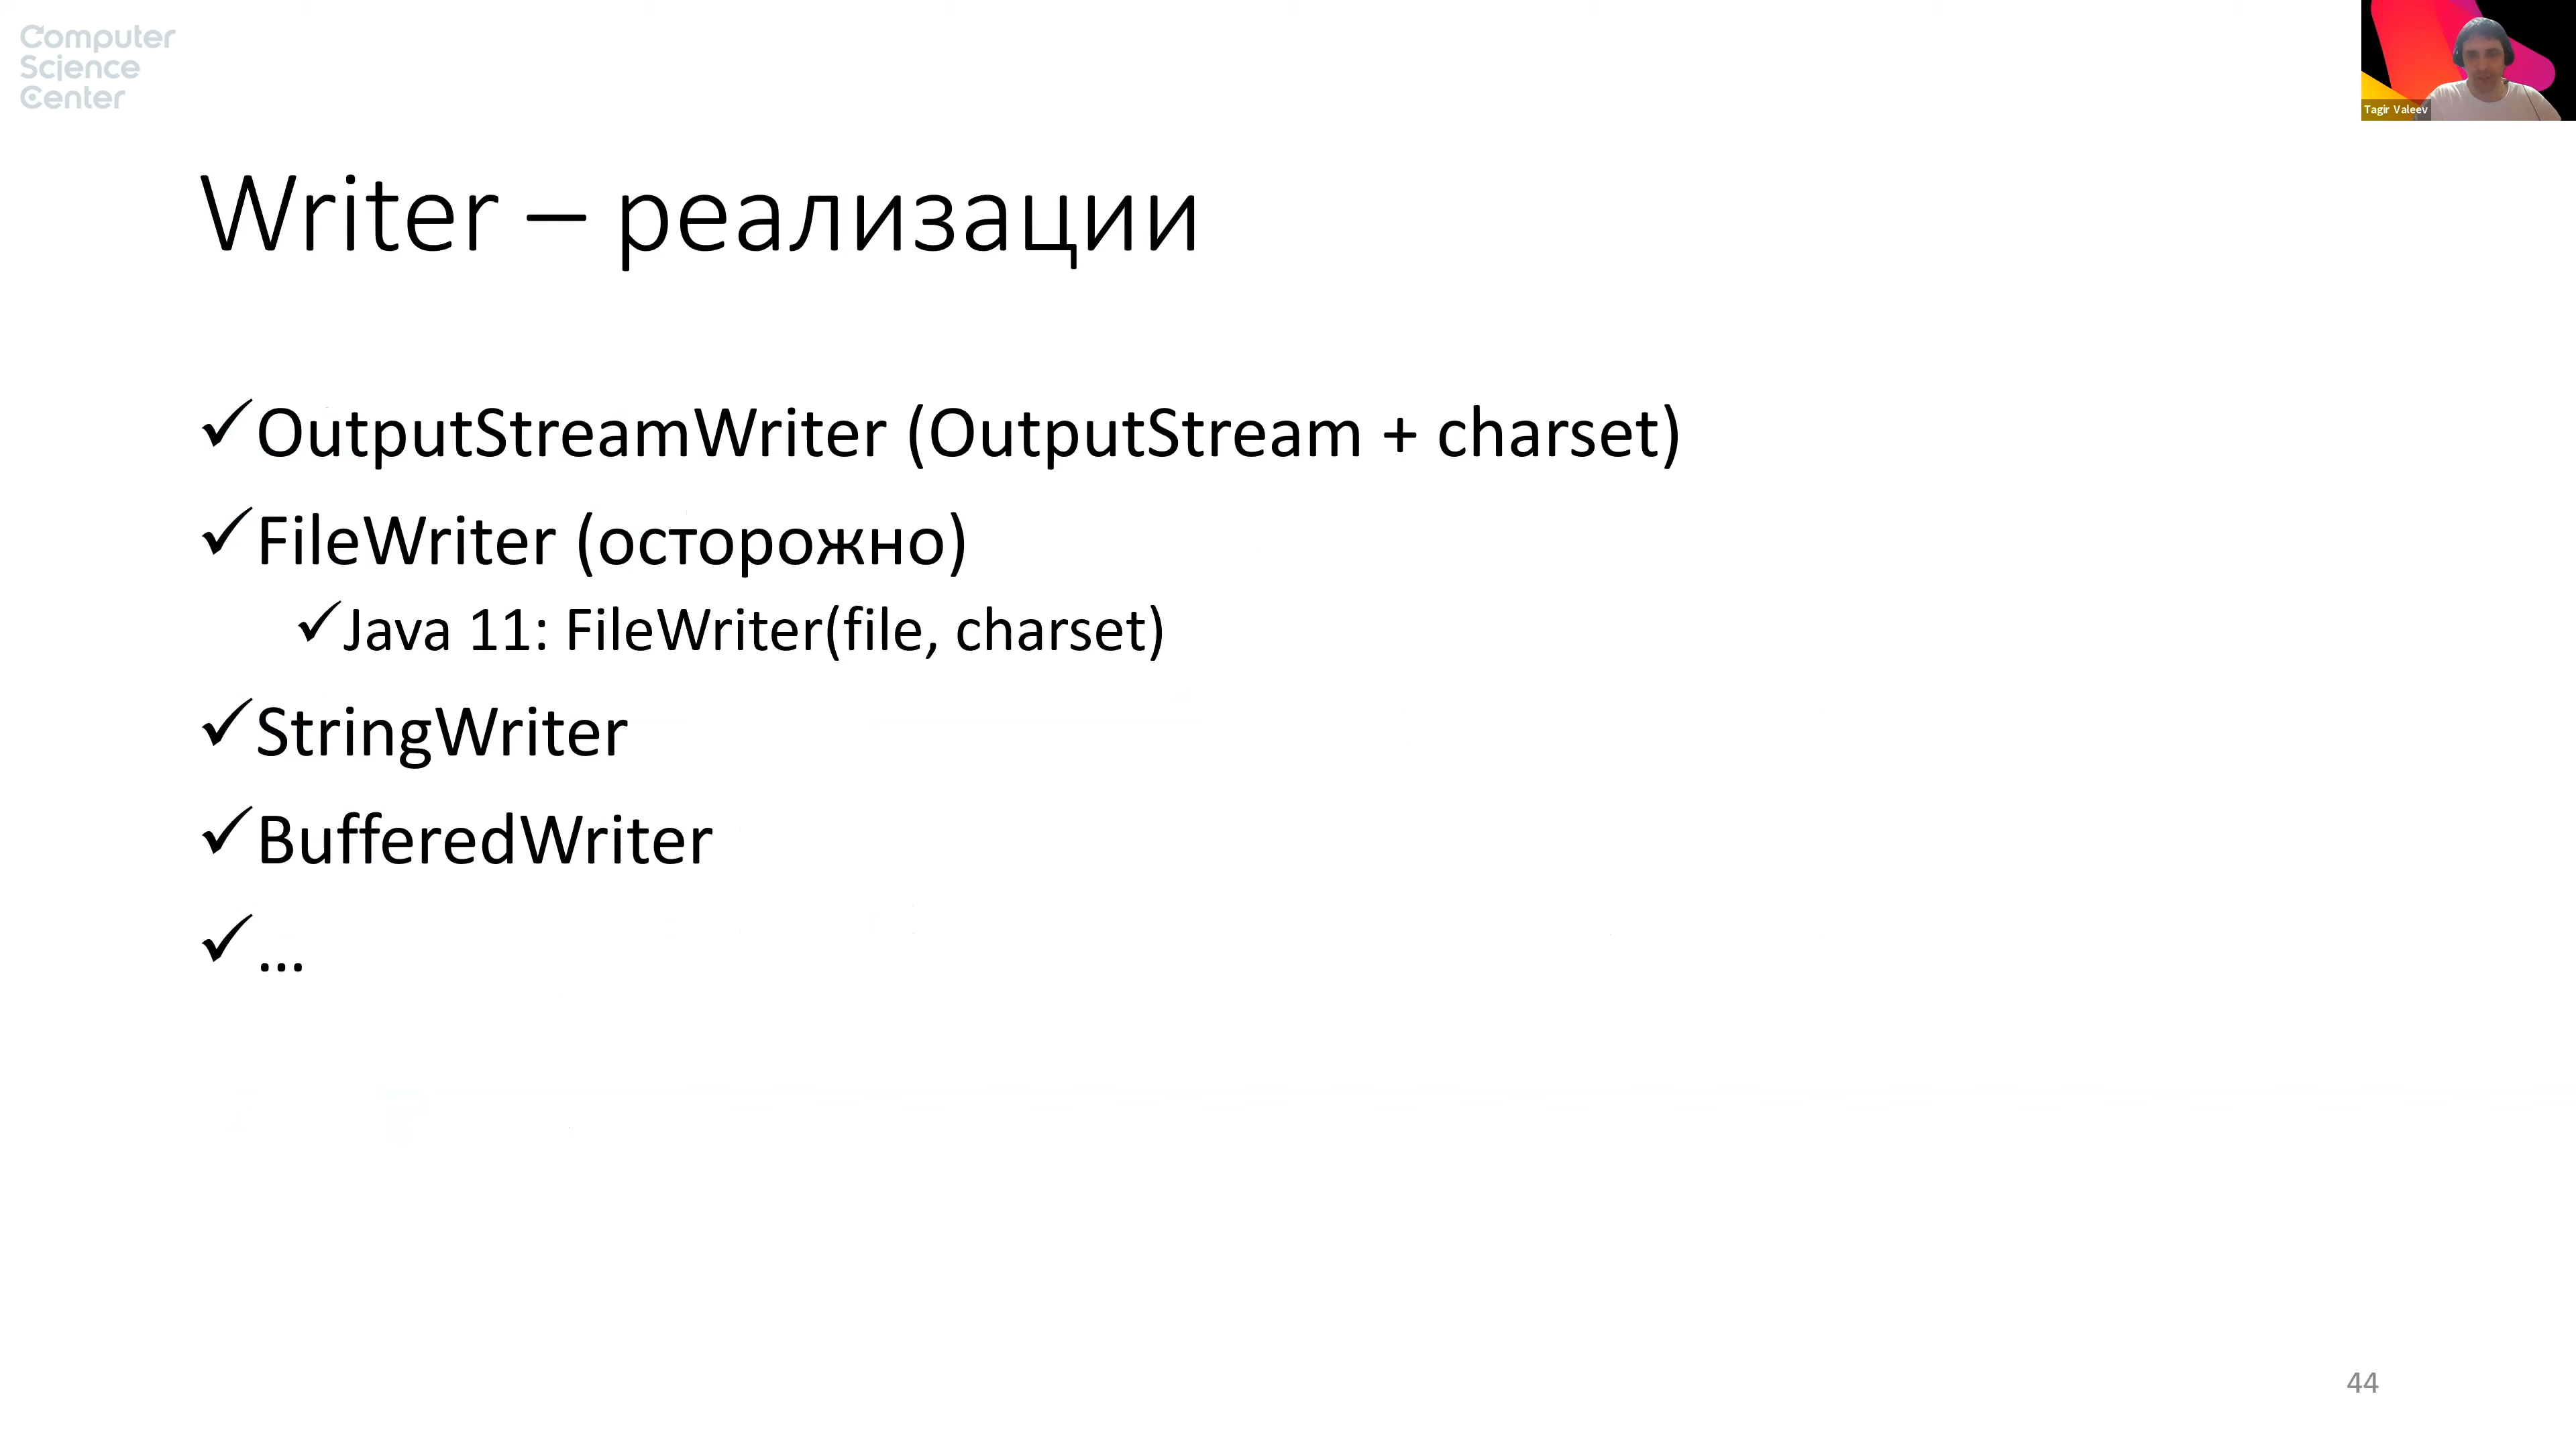 Computer
Science
Center
Tagir Valeev
Writer – реализации
OutputStreamWriter (OutputStream + charset)
FileWriter (осторожно)
Java 11: FileWriter(file, charset)
StringWriter
BufferedWriter
...
44